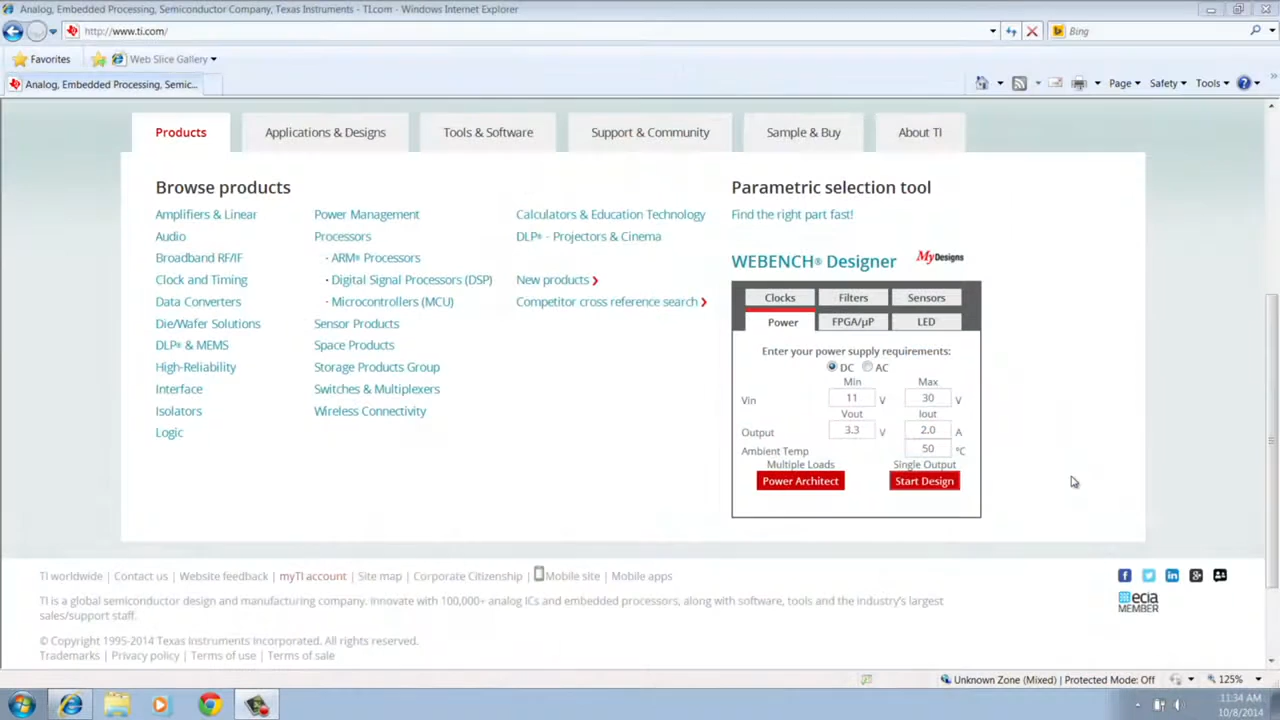 Analog, Embedded Processing, Semiconductor Company, Texas Instruments - TI.com - Windows Internet Explorer
http://www.ti.com/
Bing
Favorites
Web Slice Gallery
Analog, Embedded Processing, Semic...
Page
Safety
Tools
Products
Applications & Designs
Tools & Software
Support & Community
Sample & Buy
About TI
Browse products
Amplifiers & Linear
Audio
Broadband RF/IF
Clock and Timing
Data Converters
Die/Wafer Solutions
DLP® & MEMS
High-Reliability
Interface
Isolators
Logic
Power Management
Processors
· ARM® Processors
· Digital Signal Processors (DSP)
· Microcontrollers (MCU)
Sensor Products
Space Products
Storage Products Group
Switches & Multiplexers
Wireless Connectivity
Calculators & Education Technology
DLP® - Projectors & Cinema
New products
Competitor cross reference search
Parametric selection tool
Find the right part fast!
WEBENCH® Designer
MyDesigns
Clocks
Filters
Sensors
Power
FPGA/µP
LED
Enter your power supply requirements:
DC AC
Min Max
Vin 11 V 30 V
Vout Iout
Output 3.3 V 2.0 A
Ambient Temp 50 °C
Multiple Loads Single Output
Power Architect Start Design
TI worldwide | Contact us | Website feedback | myTI account | Site map | Corporate Citizenship | Mobile site | Mobile apps
TI is a global semiconductor design and manufacturing company. Innovate with 100,000+ analog ICs and embedded processors, along with software, tools and the industry's largest
sales/support staff.
ecia
MEMBER
© Copyright 1995-2014 Texas Instruments Incorporated. All rights reserved.
Trademarks | Privacy policy | Terms of use | Terms of sale
Unknown Zone (Mixed) | Protected Mode: Off
125%
11:34 AM
10/8/2014